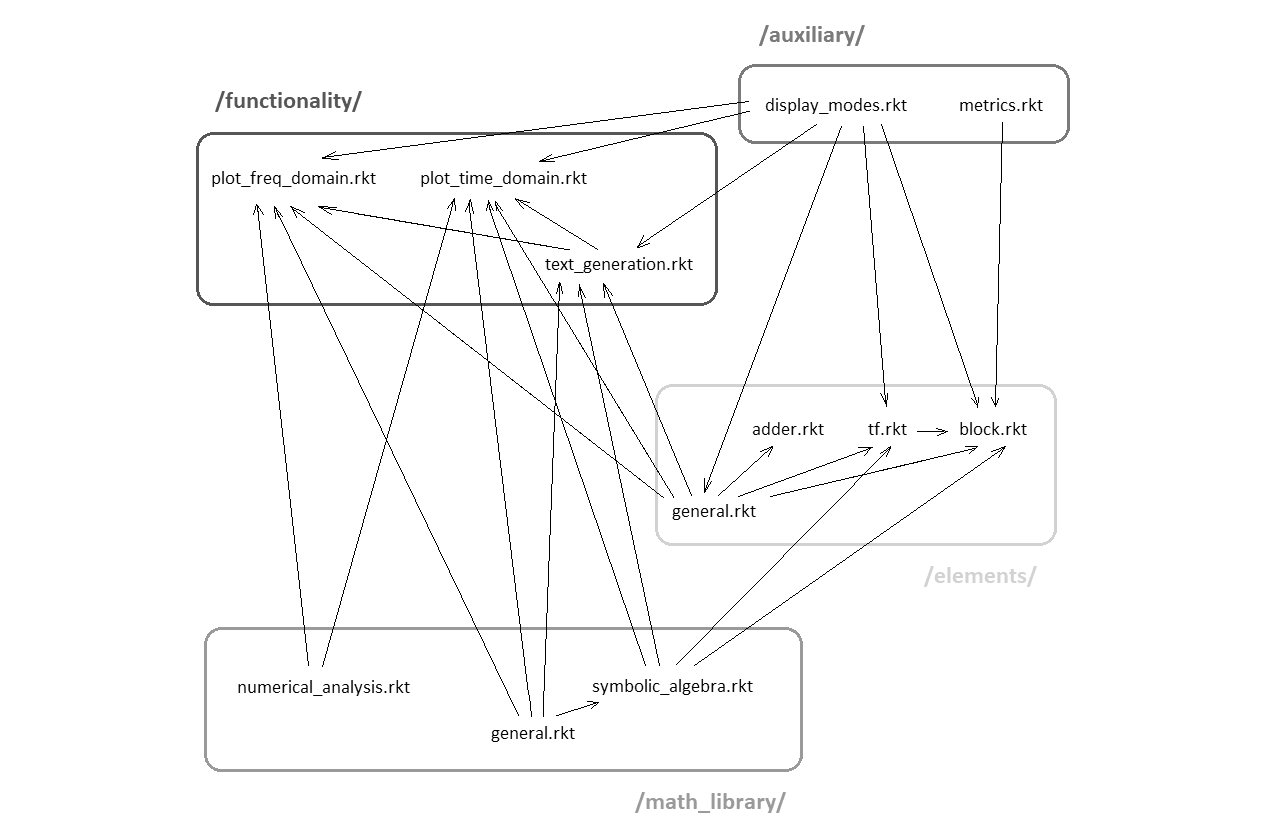 /auxiliary/
display_modes.rkt
metrics.rkt
/functionality/
plot_freq_domain.rkt
plot_time_domain.rkt
text_generation.rkt
adder.rkt
tf.rkt
block.rkt
general.rkt
/elements/
numerical_analysis.rkt
symbolic_algebra.rkt
general.rkt
/math_library/